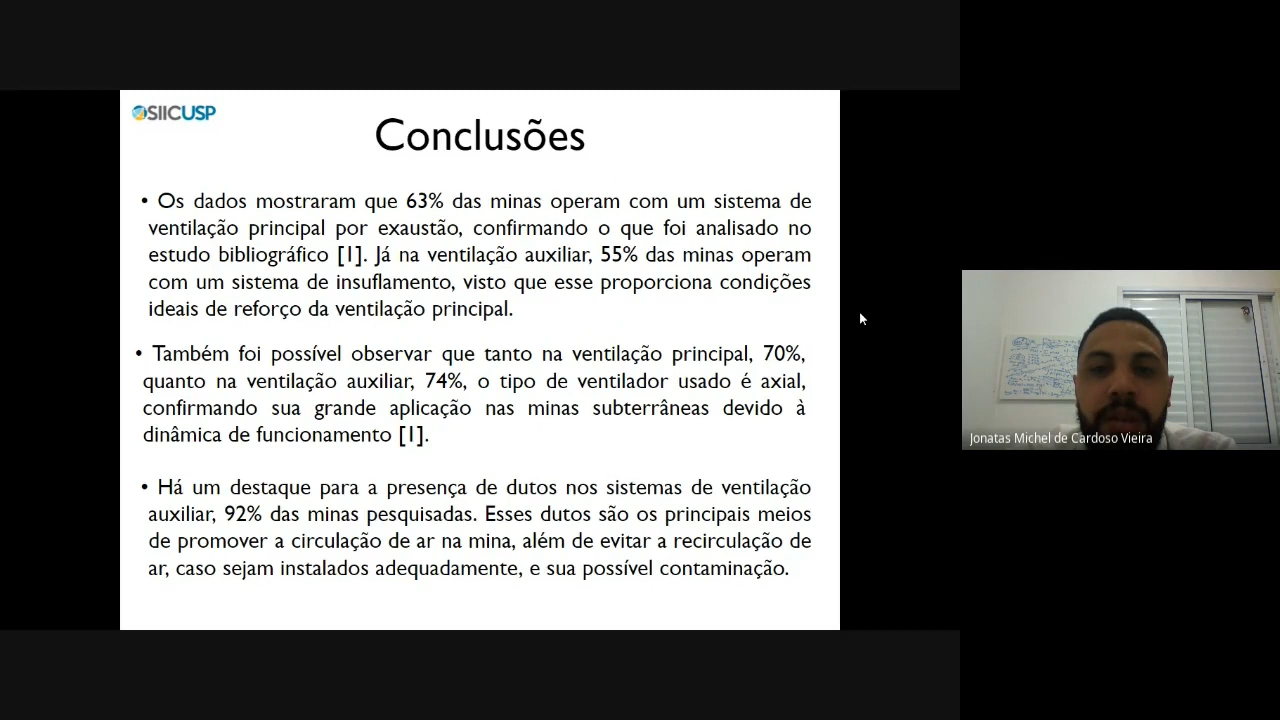 SIICUSP
Conclusões
• Os dados mostraram que 63% das minas operam com um sistema de
ventilação principal por exaustão, confirmando o que foi analisado no
estudo bibliográfico [1]. Já na ventilação auxiliar, 55% das minas operam
com um sistema de insuflamento, visto que esse proporciona condições
ideais de reforço da ventilação principal.
• Também foi possível observar que tanto na ventilação principal, 70%,
quanto na ventilação auxiliar, 74%, o tipo de ventilador usado é axial,
confirmando sua grande aplicação nas minas subterrâneas devido à
dinâmica de funcionamento [1].
• Há um destaque para a presença de dutos nos sistemas de ventilação
auxiliar, 92% das minas pesquisadas. Esses dutos são os principais meios
de promover a circulação de ar na mina, além de evitar a recirculação de
ar, caso sejam instalados adequadamente, e sua possível contaminação.
Jonatas Michel de Cardoso Vieira